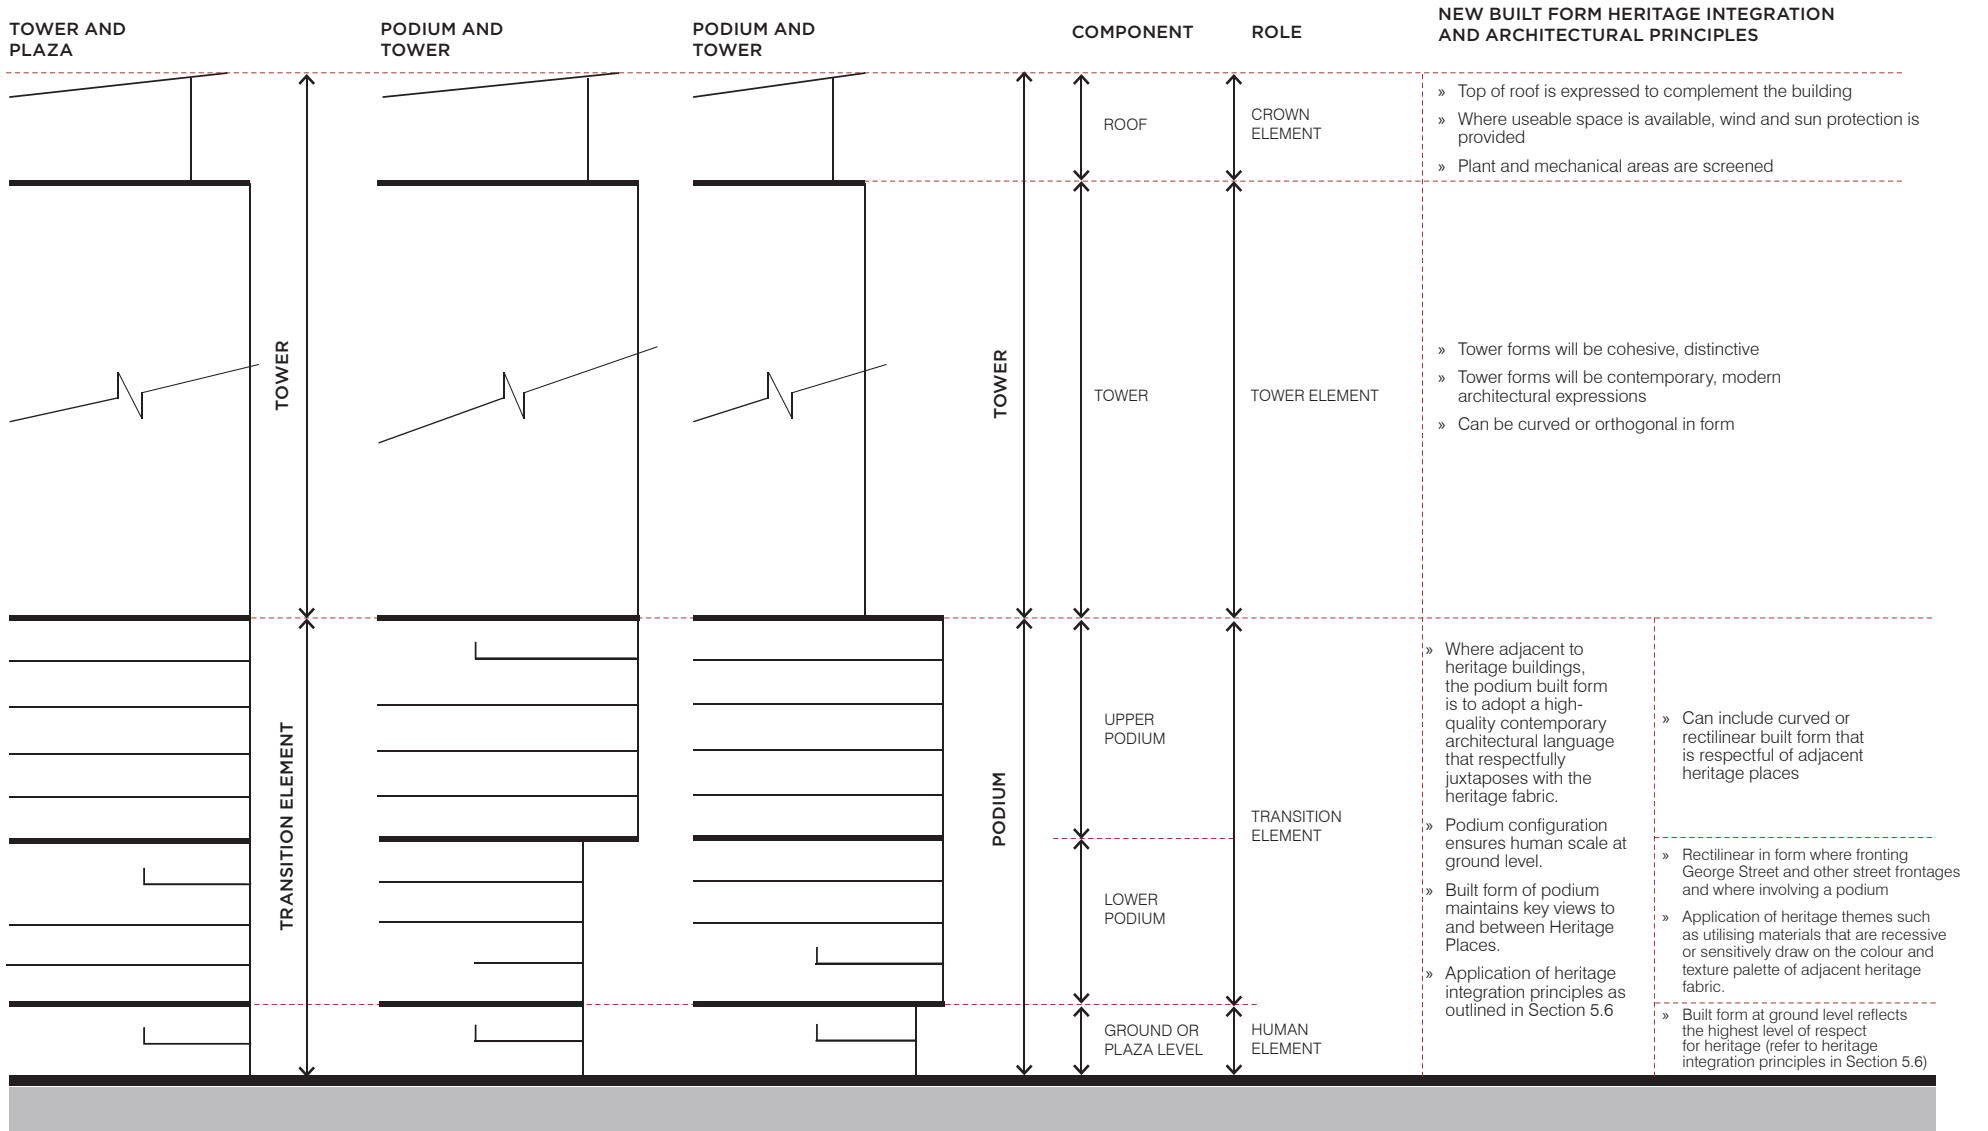 TOWER AND
PLAZA
PODIUM AND
TOWER
PODIUM AND
TOWER
COMPONENT
ROLE
NEW BUILT FORM HERITAGE INTEGRATION
AND ARCHITECTURAL PRINCIPLES
TOWER
TRANSITION ELEMENT
TOWER
PODIUM
ROOF
CROWN
ELEMENT
» Top of roof is expressed to complement the building
» Where useable space is available, wind and sun protection is
provided
» Plant and mechanical areas are screened
TOWER
TOWER ELEMENT
» Tower forms will be cohesive, distinctive
» Tower forms will be contemporary, modern
architectural expressions
» Can be curved or orthogonal in form
UPPER
PODIUM
LOWER
PODIUM
TRANSITION
ELEMENT
GROUND OR
PLAZA LEVEL
HUMAN
ELEMENT
» Where adjacent to
heritage buildings,
the podium built form
is to adopt a high-
quality contemporary
architectural language
that respectfully
juxtaposes with the
heritage fabric.
» Podium configuration
ensures human scale at
ground level.
» Built form of podium
maintains key views to
and between Heritage
Places.
» Application of heritage
integration principles as
outlined in Section 5.6
» Can include curved or
rectilinear built form that
is respectful of adjacent
heritage places
» Rectilinear in form where fronting
George Street and other street frontages
and where involving a podium
» Application of heritage themes such
as utilising materials that are recessive
or sensitively draw on the colour and
texture palette of adjacent heritage
fabric.
» Built form at ground level reflects
the highest level of respect
for heritage (refer to heritage
integration principles in Section 5.6)